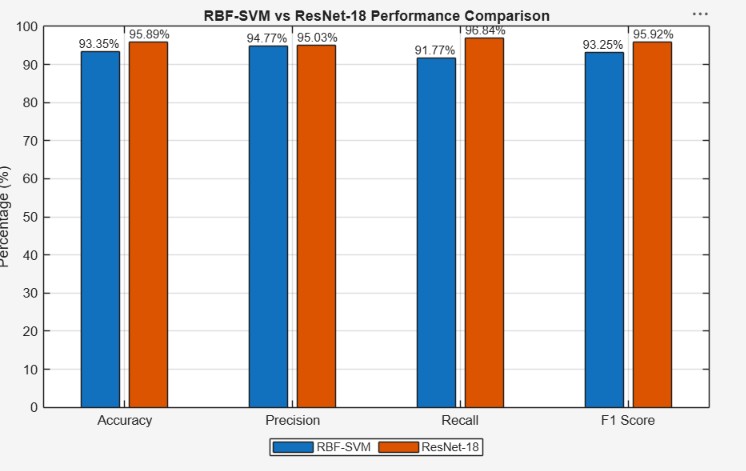 RBF-SVM vs ResNet-18 Performance Comparison
100
90
80
70
60
50
40
30
20
10
0
Percentage (%)
93.35%
95.89%
94.77%
95.03%
91.77%
96.84%
93.25%
95.92%
Accuracy
Precision
Recall
F1 Score
RBF-SVM
ResNet-18